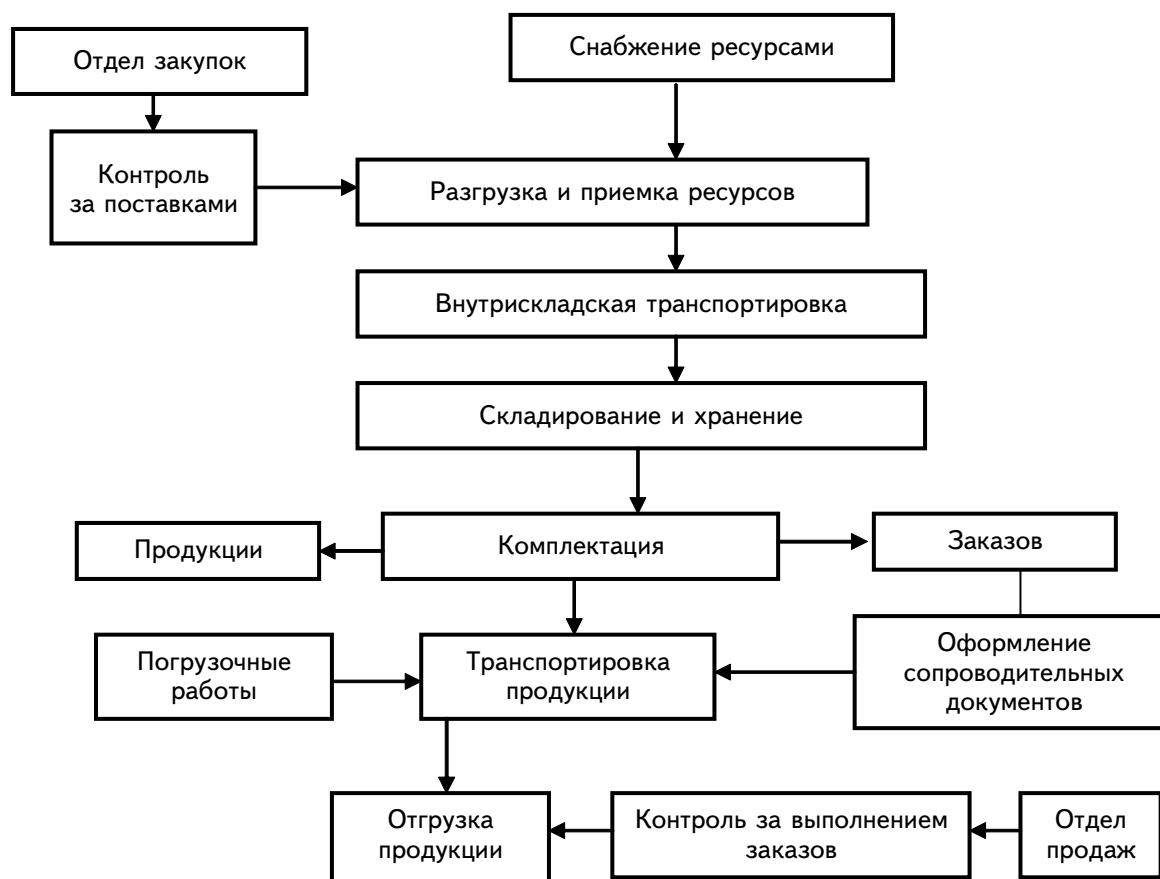 Снабжение ресурсами
Отдел закупок
Контроль
за поставками
Разгрузка и приемка ресурсов
Внутрискладская транспортировка
Складирование и хранение
Продукции
Комплектация
Заказов
Погрузочные
работы
Транспортировка
продукции
Оформление
сопроводительных
документов
Отгрузка
продукции
Контроль за выполнением
заказов
Отдел
продаж